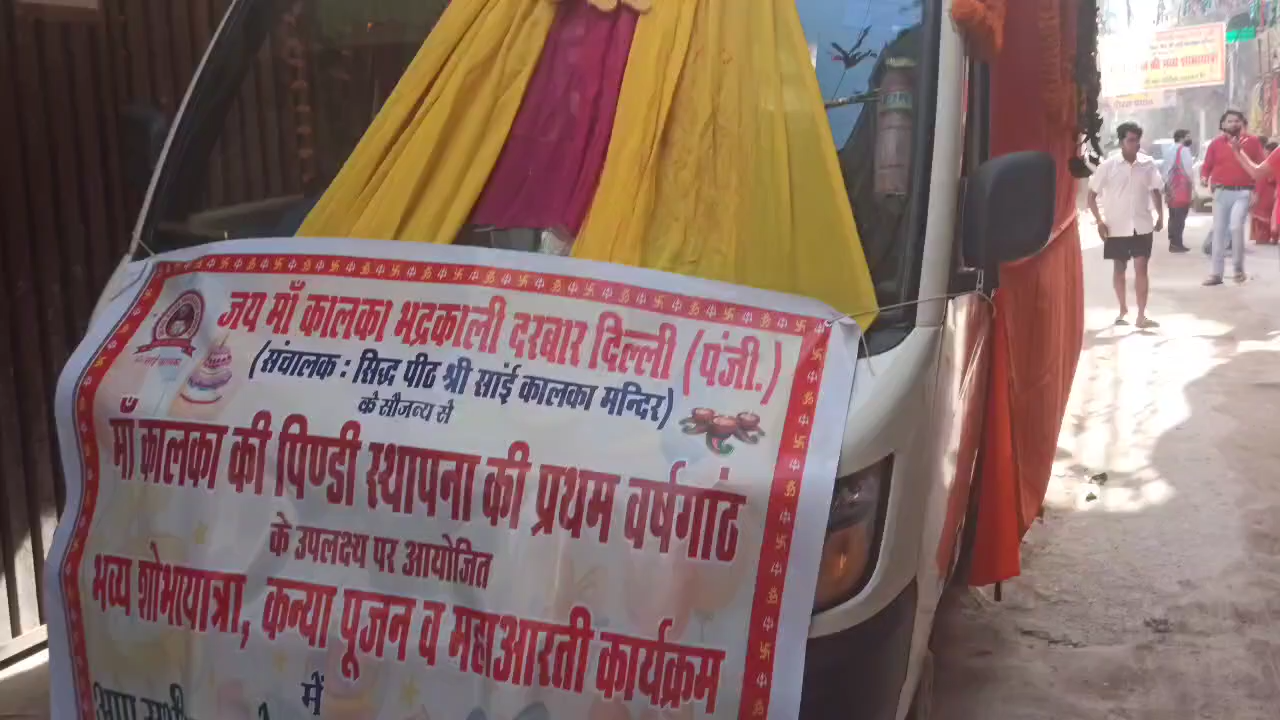 जय माँ कालका भद्रकाली दरबार दिल्ली (पंजी.)
(संचालक : सिद्ध पीठ श्री सांई कालका मन्दिर)
के सौजन्य से
माँ कालका की पिण्डी स्थापना की प्रथम वर्षगांठ
के उपलक्ष्य पर आयोजित
भव्य शोभायात्रा, कन्या पूजन व महाआरती कार्यक्रम
में
की भव्य शोभायात्रा